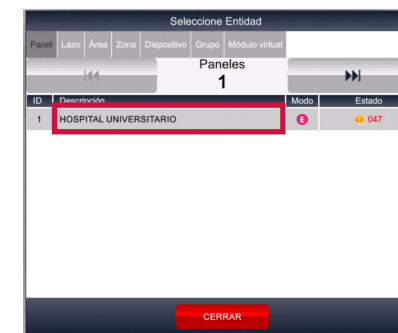 Seleccione Entidad
Panel Lazo Área Zona Dispositivo Grupo Módulo virtual
Paneles
1
ID Descripción Modo Estado
1 HOSPITAL UNIVERSITARIO E 047
CERRAR